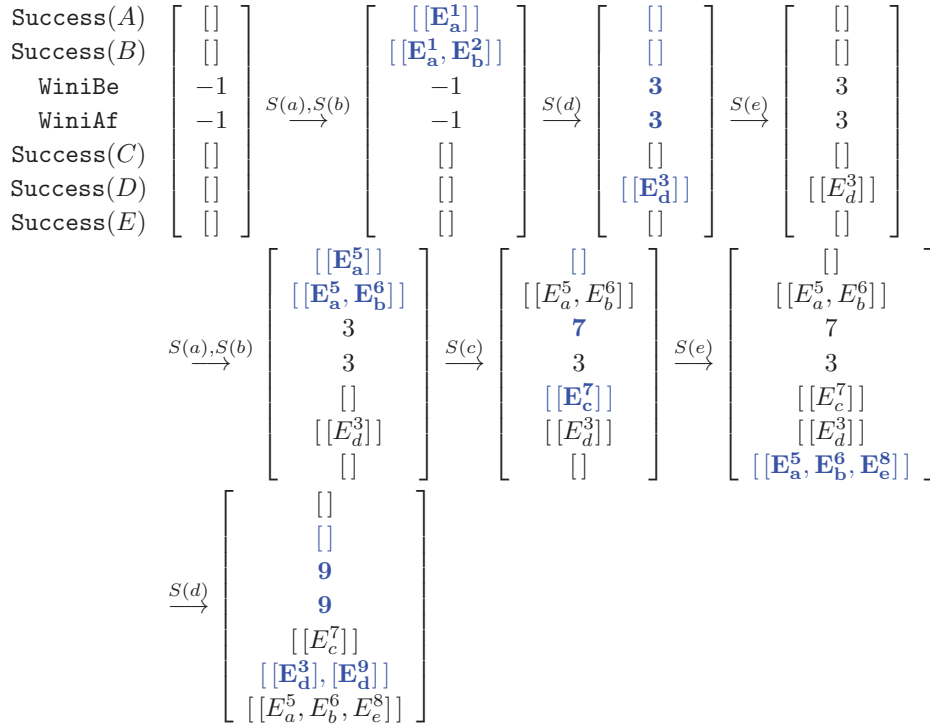 Success(A) [ ] [ [E_a^1] ] [ ] [ ]
Success(B) [ ] [ [E_a^1, E_b^2] ] [ ] [ ]
WiniBe −1 −1 3 3
WiniAf −1 S(a),S(b) ⟶ −1 S(d) ⟶ 3 S(e) ⟶ 3
Success(C) [ ] [ ] [ ] [ ]
Success(D) [ ] [ ] [ [E_d^3] ] [ [E_d^3] ]
Success(E) [ ] [ ] [ ] [ ]
[ [E_a^5] ] [ ] [ ]
[ [E_a^5, E_b^6] ] [ [E_a^5, E_b^6] ] [ [E_a^5, E_b^6] ]
3 7 7
S(a),S(b) ⟶ 3 S(c) ⟶ 3 S(e) ⟶ 3
[ ] [ [E_c^7] ] [ [E_c^7] ]
[ [E_d^3] ] [ [E_d^3] ] [ [E_d^3] ]
[ ] [ ] [ [E_a^5, E_b^6, E_e^8] ]
[ ]
[ ]
9
S(d) ⟶ 9
[ [E_c^7] ]
[ [E_d^3], [E_d^9] ]
[ [E_a^5, E_b^6, E_e^8] ]